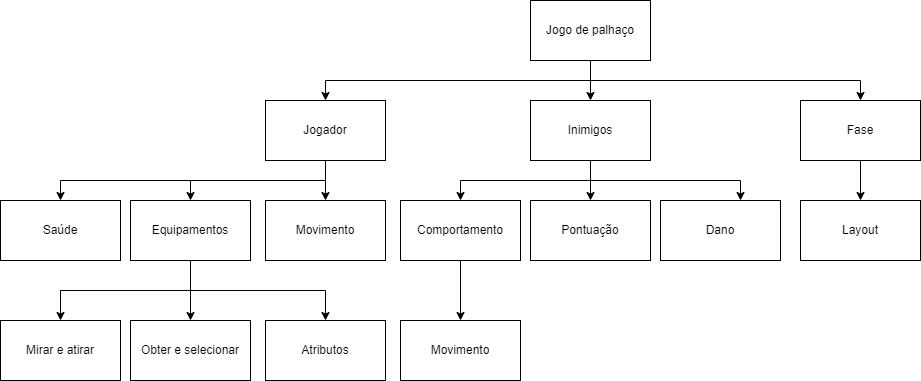 Jogo de palhaço
Jogador
Inimigos
Fase
Saúde
Equipamentos
Movimento
Comportamento
Pontuação
Dano
Layout
Mirar e atirar
Obter e selecionar
Atributos
Movimento